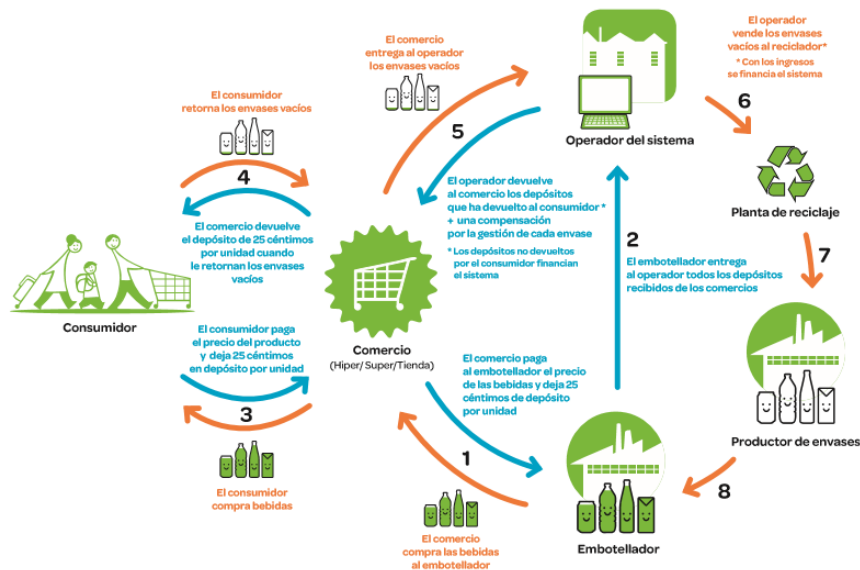 El comercio
entrega al operador
los envases vacíos
El operador
vende los envases
vacíos al reciclador*
* Con los ingresos
se financia el sistema
El consumidor
retorna los envases vacíos
6
5
Operador del sistema
4
El operador devuelve
al comercio los depósitos
que ha devuelto al consumidor *
+ una compensación
por la gestión de cada envase
* Los depósitos no devueltos
por el consumidor financian
el sistema
Planta de reciclaje
El comercio devuelve
el depósito de 25 céntimos
por unidad cuando
le retornan los envases
vacíos
2
El embotellador entrega
al operador todos los depósitos
recibidos de los comercios
7
Consumidor
El consumidor paga
el precio del producto
y deja 25 céntimos
en depósito por unidad
Comercio
(Hiper/Super/Tienda)
El comercio paga
al embotellador el precio
de las bebidas y deja 25
céntimos de depósito
por unidad
3
Productor de envases
1
8
El consumidor
compra bebidas
El comercio
compra las bebidas
al embotellador
Embotellador